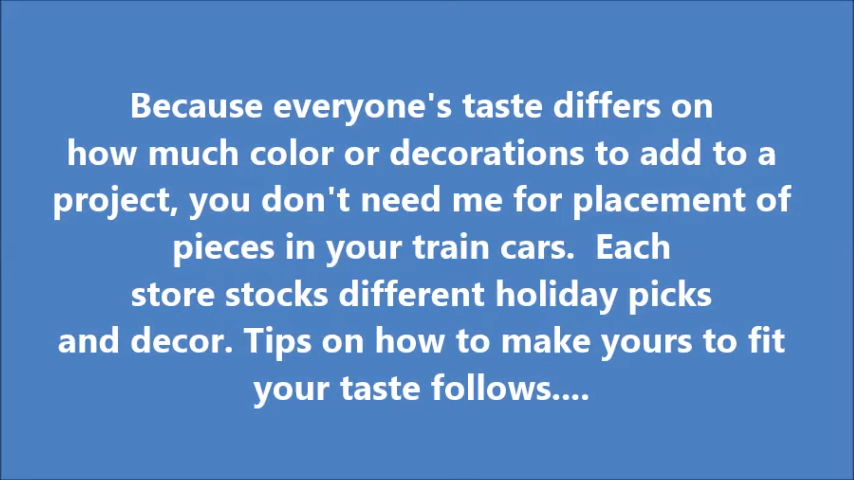 Because everyone's taste differs on
how much color or decorations to add to a
project, you don't need me for placement of
pieces in your train cars.  Each
store stocks different holiday picks
and decor. Tips on how to make yours to fit
your taste follows....